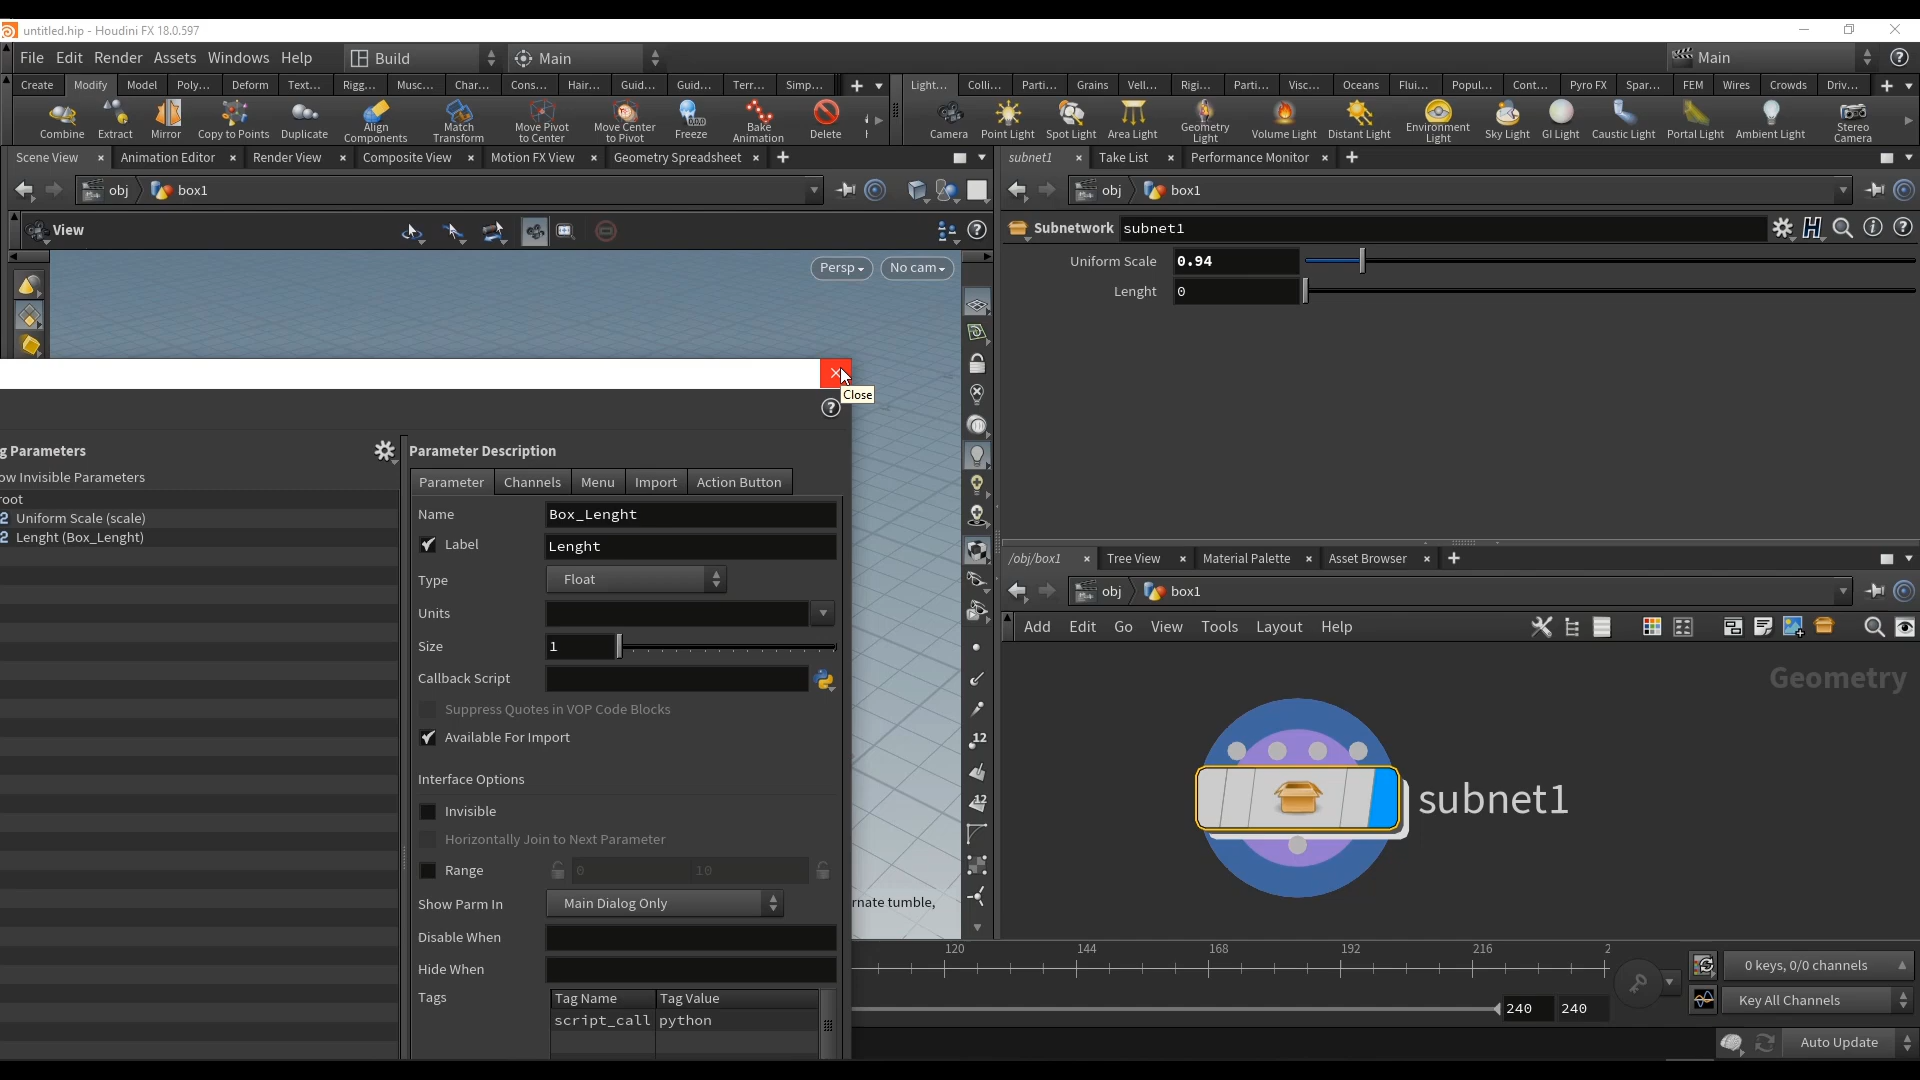 untitled.hip - Houdini FX 18.0.597
File Edit Render Assets Windows Help Build Main Main
Create Modify Model Poly... Deform Text... Rigg... Musc... Char... Cons... Hair... Guid... Guid... Terr... Simp...
Light... Colli... Parti... Grains Vell... Rigi... Parti... Visc... Oceans Flui... Popul... Cont... Pyro FX Spar... FEM Wires Crowds Driv...
Combine Extract Mirror Copy to Points Duplicate Align Components Match Transform Move Pivot to Center Move Center to Pivot Freeze Bake Animation Delete
Camera Point Light Spot Light Area Light Geometry Light Volume Light Distant Light Environment Light Sky Light GI Light Caustic Light Portal Light Ambient Light Stereo Camera
Scene View Animation Editor Render View Composite View Motion FX View Geometry Spreadsheet
obj box1
View
Persp No cam
subnet1 Take List Performance Monitor
obj box1
Subnetwork subnet1
Uniform Scale 0.94
Lenght 0
Close
g Parameters
ow Invisible Parameters
root
Uniform Scale (scale)
Lenght (Box_Lenght)
Parameter Description
Parameter Channels Menu Import Action Button
Name Box_Lenght
Label Lenght
Type Float
Units
Size 1
Callback Script
Suppress Quotes in VOP Code Blocks
Available For Import
Interface Options
Invisible
Horizontally Join to Next Parameter
Range 0 10
Show Parm In Main Dialog Only
Disable When
Hide When
Tags Tag Name Tag Value
script_call python
rnate tumble,
12
12
/obj/box1 Tree View Material Palette Asset Browser
obj box1
Add Edit Go View Tools Layout Help
Geometry
subnet1
120 144 168 192 216 2
240 240
0 keys, 0/0 channels
Key All Channels
Auto Update